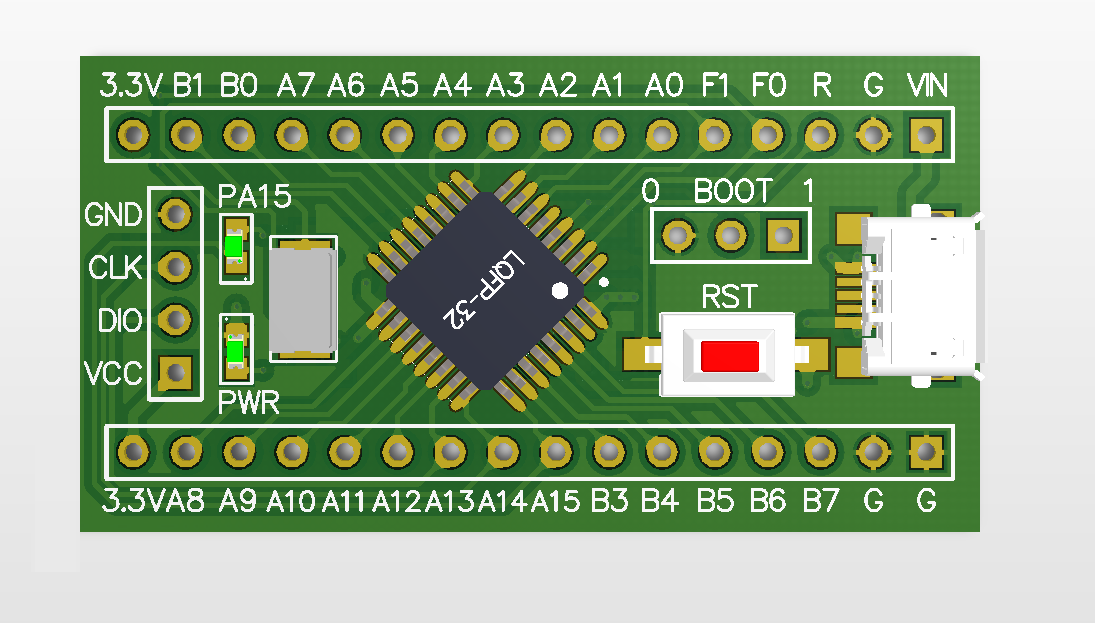 3.3V B1 B0 A7 A6 A5 A4 A3 A2 A1 A0 F1 F0 R G VIN
PA15
0 BOOT 1
GND
CLK
DIO
VCC
LQFP-32
RST
PWR
3.3V A8 A9 A10 A11 A12 A13 A14 A15 B3 B4 B5 B6 B7 G G